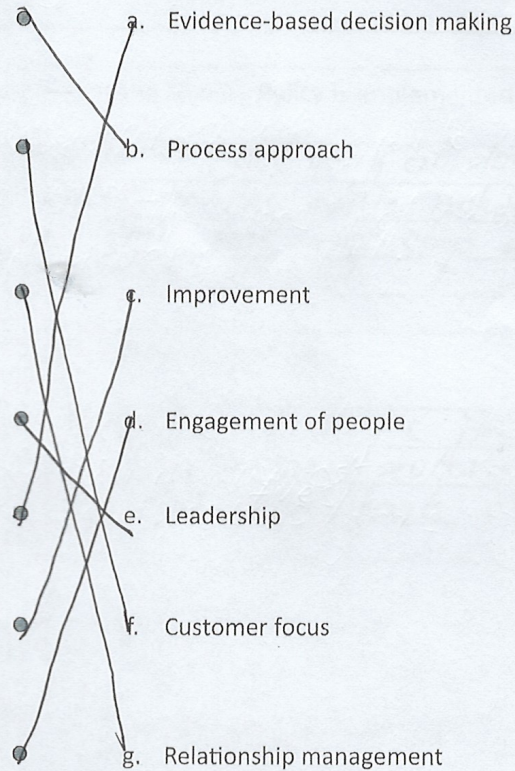 a. Evidence-based decision making
b. Process approach
c. Improvement
d. Engagement of people
e. Leadership
f. Customer focus
g. Relationship management